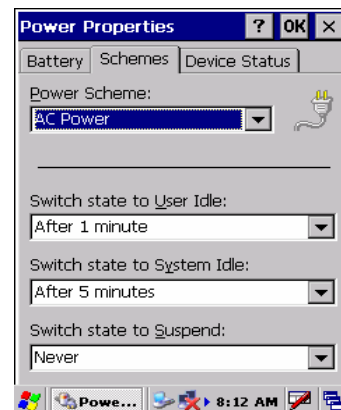 Power Properties ? OK ×
Battery Schemes Device Status
Power Scheme:
AC Power
Switch state to User Idle:
After 1 minute
Switch state to System Idle:
After 5 minutes
Switch state to Suspend:
Never
Powe... 8:12 AM